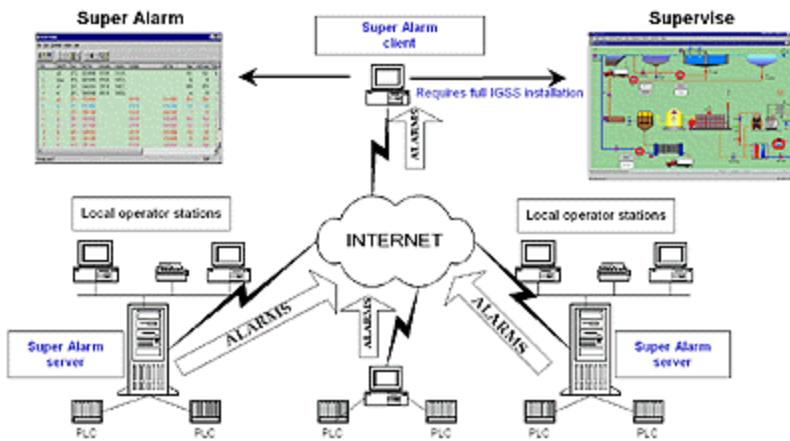 Super Alarm
Super Alarm
client
Supervise
Requires full IGSS installation
ALARMS
Local operator stations
Local operator stations
INTERNET
ALARMS
ALARMS
ALARMS
Super Alarm
server
Super Alarm
server
PLC
PLC
PLC
PLC
PLC
PLC